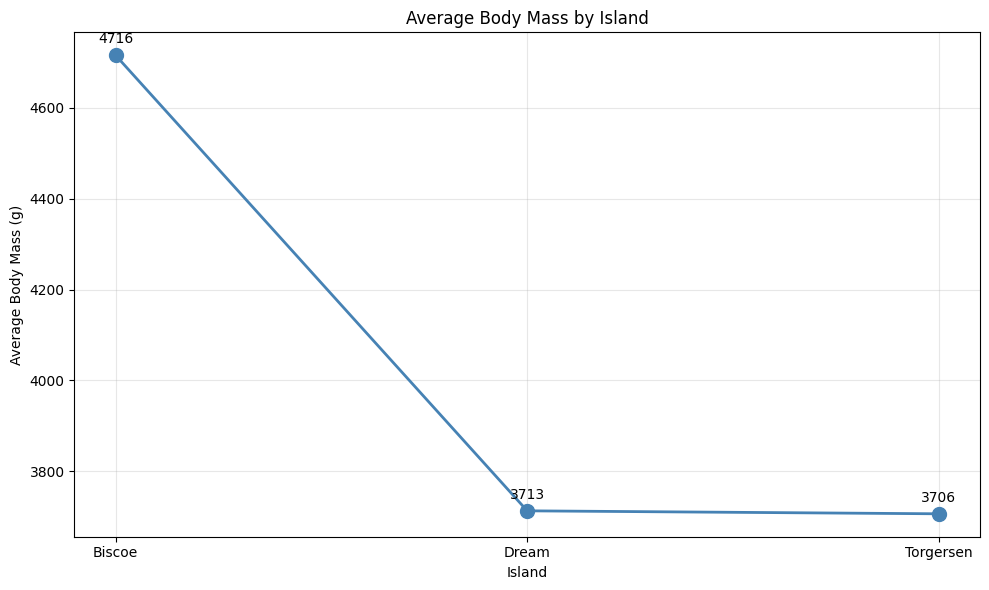 Average Body Mass by Island
4716
4600
4400
4200
4000
3800
3713
3706
Average Body Mass (g)
Biscoe
Dream
Torgersen
Island